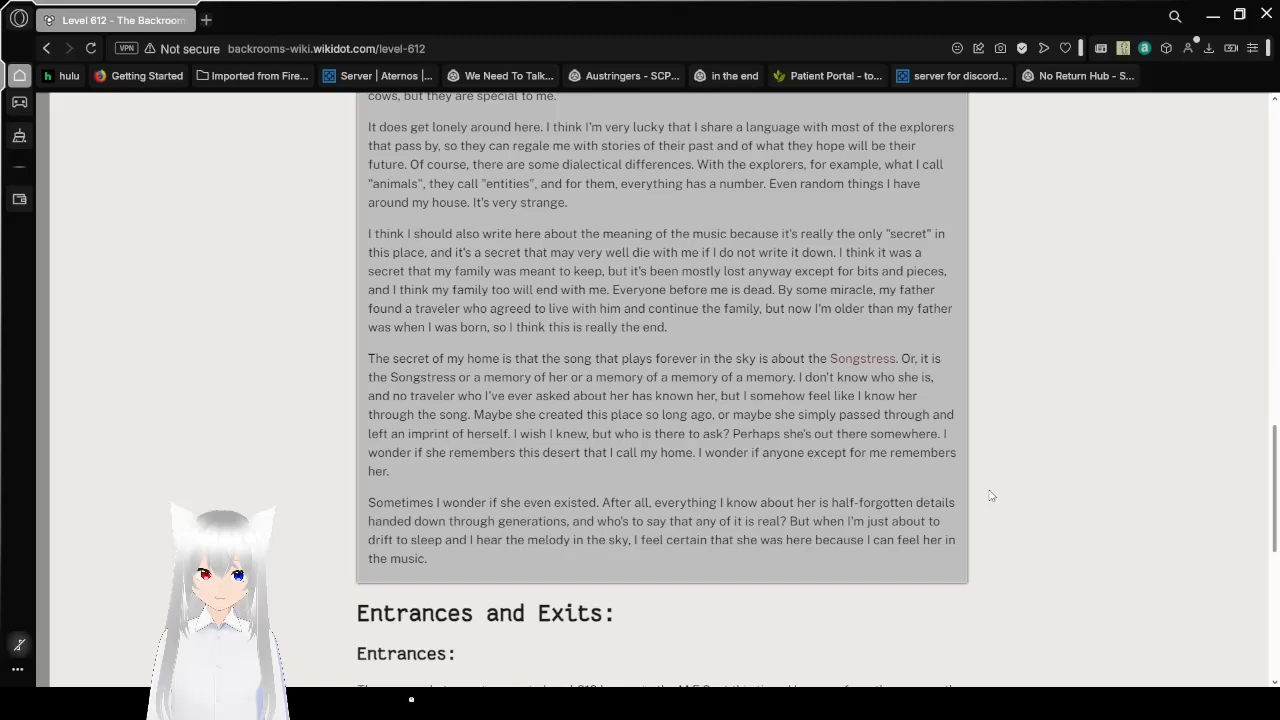 Level 612 - The Backroom
VPN
Not secure
backrooms-wiki.wikidot.com/level-612
hulu
Getting Started
Imported from Fire...
Server | Aternos |...
We Need To Talk...
Austringers - SCP...
in the end
Patient Portal - to...
server for discord...
No Return Hub - S...
cows, but they are special to me.
It does get lonely around here. I think I'm very lucky that I share a language with most of the explorers
that pass by, so they can regale me with stories of their past and of what they hope will be their
future. Of course, there are some dialectical differences. With the explorers, for example, what I call
"animals", they call "entities", and for them, everything has a number. Even random things I have
around my house. It's very strange.
I think I should also write here about the meaning of the music because it's really the only "secret" in
this place, and it's a secret that may very well die with me if I do not write it down. I think it was a
secret that my family was meant to keep, but it's been mostly lost anyway except for bits and pieces,
and I think my family too will end with me. Everyone before me is dead. By some miracle, my father
found a traveler who agreed to live with him and continue the family, but now I'm older than my father
was when I was born, so I think this is really the end.
The secret of my home is that the song that plays forever in the sky is about the Songstress. Or, it is
the Songstress or a memory of her or a memory of a memory of a memory. I don't know who she is,
and no traveler who I've ever asked about her has known her, but I somehow feel like I know her
through the song. Maybe she created this place so long ago, or maybe she simply passed through and
left an imprint of herself. I wish I knew, but who is there to ask? Perhaps she's out there somewhere. I
wonder if she remembers this desert that I call my home. I wonder if anyone except for me remembers
her.
Sometimes I wonder if she even existed. After all, everything I know about her is half-forgotten details
handed down through generations, and who's to say that any of it is real? But when I'm just about to
drift to sleep and I hear the melody in the sky, I feel certain that she was here because I can feel her in
the music.
Entrances and Exits:
Entrances: